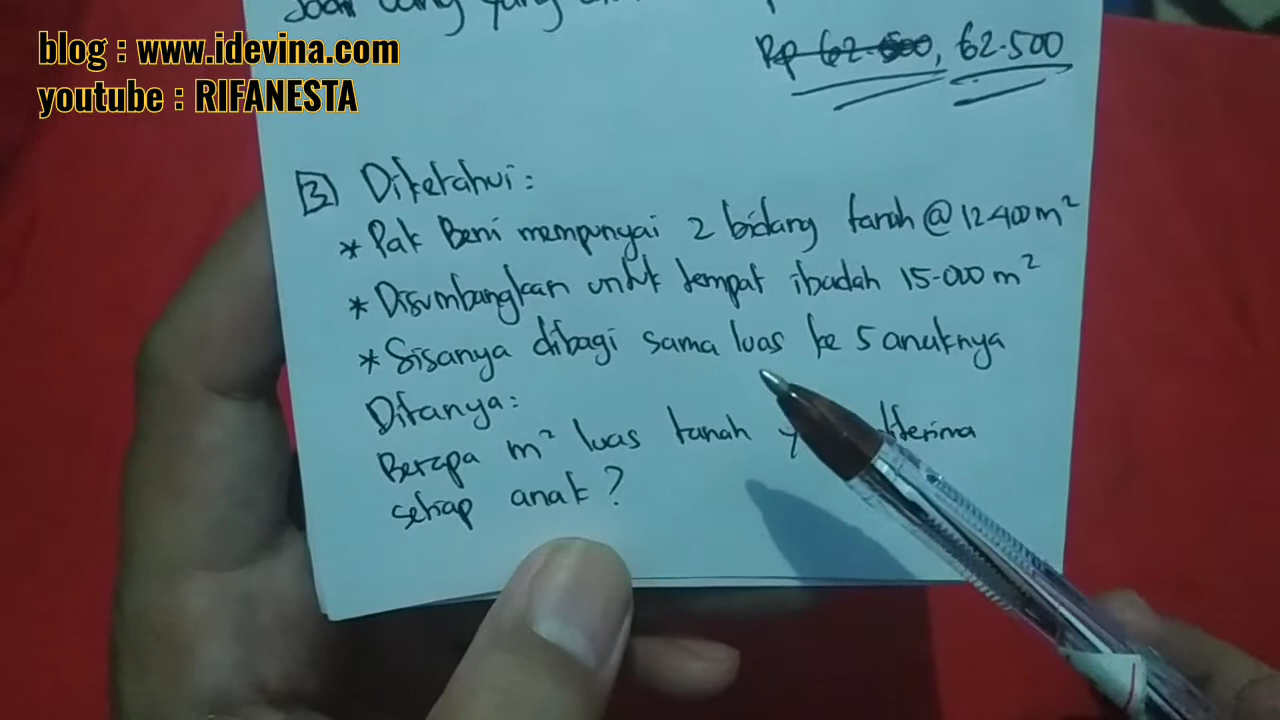 blog : www.idevina.com
youtube : RIFANESTA
yang
Rp 62.500, 62.500
3 Diketahui:
* Pak Beni mempunyai 2 bidang tanah @ 12.400 m²
* Disumbangkan untuk tempat ibadah 15.000 m²
* Sisanya dibagi sama luas ke 5 anaknya
Ditanya:
Berapa m² luas tanah diterima
setiap anak?